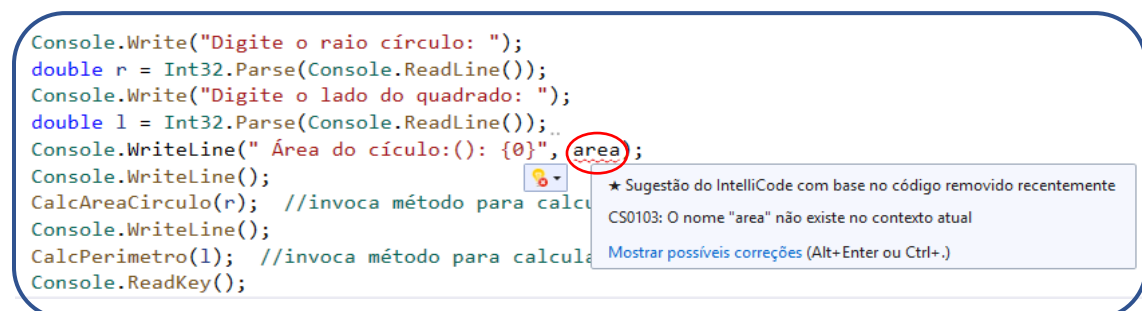 Console.Write("Digite o raio círculo: ");
double r = Int32.Parse(Console.ReadLine());
Console.Write("Digite o lado do quadrado: ");
double l = Int32.Parse(Console.ReadLine());
Console.WriteLine(" Área do cículo:(): {0}", area);
Console.WriteLine();
CalcAreaCirculo(r);  //invoca método para calcu
Console.WriteLine();
CalcPerimetro(l);  //invoca método para calcula
Console.ReadKey();
★ Sugestão do IntelliCode com base no código removido recentemente
CS0103: O nome "area" não existe no contexto atual
Mostrar possíveis correções (Alt+Enter ou Ctrl+.)